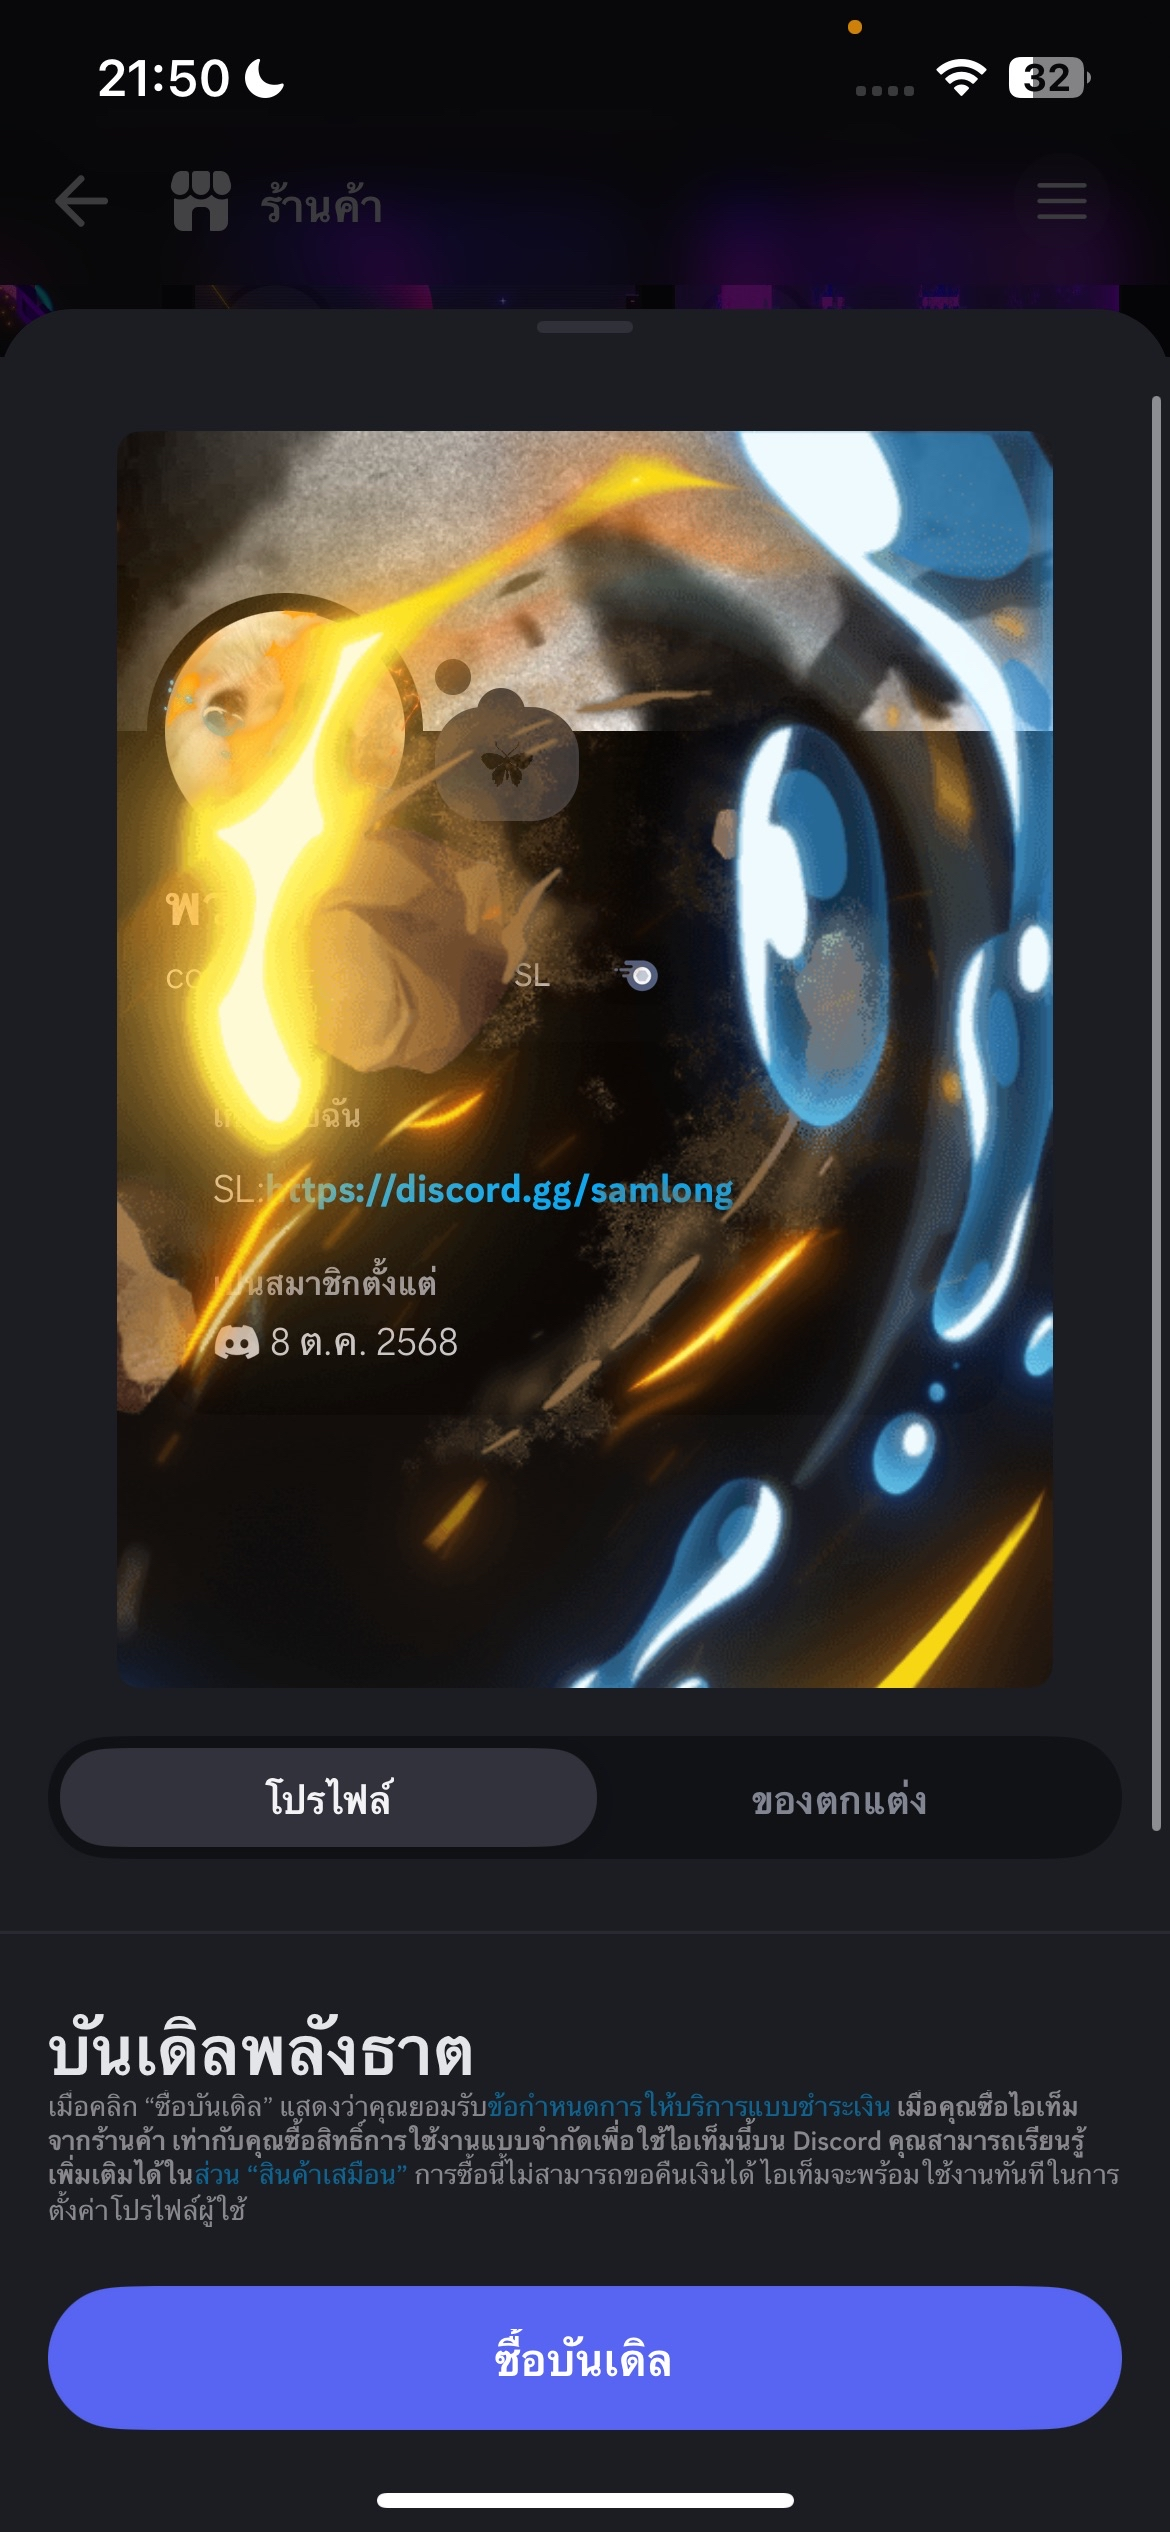 21:50
32
ร้านค้า
SL
SL:https://discord.gg/samlong
เป็นสมาชิกตั้งแต่
8 ต.ค. 2568
โปรไฟล์
ของตกแต่ง
บันเดิลพลังธาตุ
เมื่อคลิก “ซื้อบันเดิล” แสดงว่าคุณยอมรับข้อกำหนดการให้บริการแบบชำระเงิน เมื่อคุณซื้อไอเท็ม
จากร้านค้า เท่ากับคุณซื้อสิทธิ์การใช้งานแบบจำกัดเพื่อใช้ไอเท็มนี้บน Discord คุณสามารถเรียนรู้
เพิ่มเติมได้ในส่วน “สินค้าเสมือน” การซื้อนี้ไม่สามารถขอคืนเงินได้ ไอเท็มจะพร้อมใช้งานทันทีในการ
ตั้งค่าโปรไฟล์ผู้ใช้
ซื้อบันเดิล